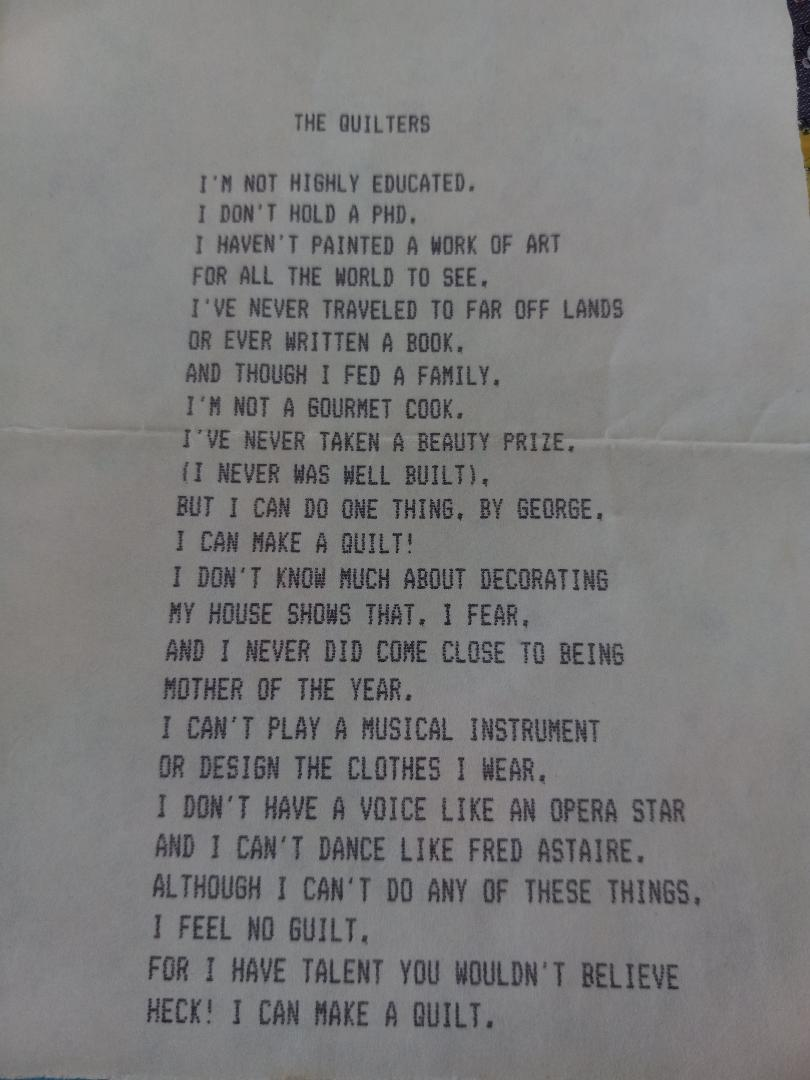 THE QUILTERS
I'M NOT HIGHLY EDUCATED.
I DON'T HOLD A PHD.
I HAVEN'T PAINTED A WORK OF ART
FOR ALL THE WORLD TO SEE.
I'VE NEVER TRAVELED TO FAR OFF LANDS
OR EVER WRITTEN A BOOK.
AND THOUGH I FED A FAMILY,
I'M NOT A GOURMET COOK.
I'VE NEVER TAKEN A BEAUTY PRIZE,
(I NEVER WAS WELL BUILT),
BUT I CAN DO ONE THING, BY GEORGE,
I CAN MAKE A QUILT!
I DON'T KNOW MUCH ABOUT DECORATING
MY HOUSE SHOWS THAT, I FEAR,
AND I NEVER DID COME CLOSE TO BEING
MOTHER OF THE YEAR.
I CAN'T PLAY A MUSICAL INSTRUMENT
OR DESIGN THE CLOTHES I WEAR,
I DON'T HAVE A VOICE LIKE AN OPERA STAR
AND I CAN'T DANCE LIKE FRED ASTAIRE.
ALTHOUGH I CAN'T DO ANY OF THESE THINGS,
I FEEL NO GUILT,
FOR I HAVE TALENT YOU WOULDN'T BELIEVE
HECK! I CAN MAKE A QUILT.